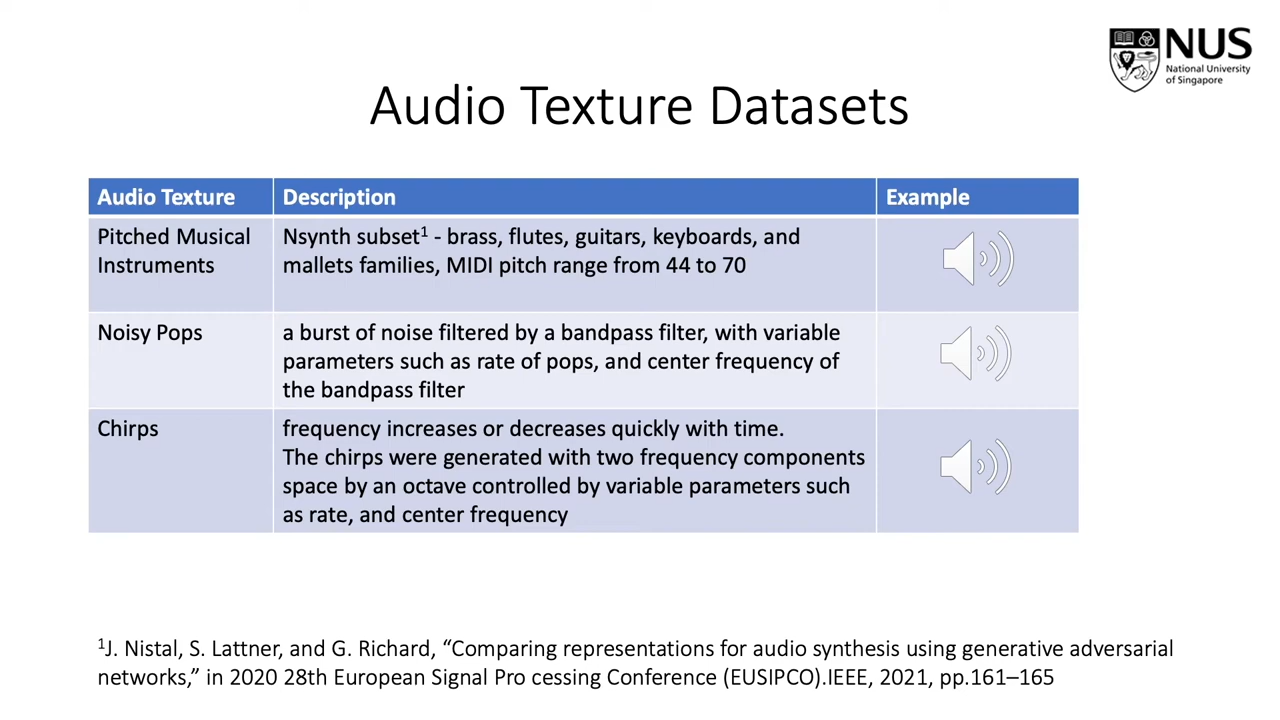 NUS
National University
of Singapore
Audio Texture Datasets
Audio Texture
Description
Example
Pitched Musical
Instruments
Nsynth subset¹ - brass, flutes, guitars, keyboards, and
mallets families, MIDI pitch range from 44 to 70
Noisy Pops
a burst of noise filtered by a bandpass filter, with variable
parameters such as rate of pops, and center frequency of
the bandpass filter
Chirps
frequency increases or decreases quickly with time.
The chirps were generated with two frequency components
space by an octave controlled by variable parameters such
as rate, and center frequency
¹J. Nistal, S. Lattner, and G. Richard, “Comparing representations for audio synthesis using generative adversarial
networks,” in 2020 28th European Signal Pro cessing Conference (EUSIPCO).IEEE, 2021, pp.161–165